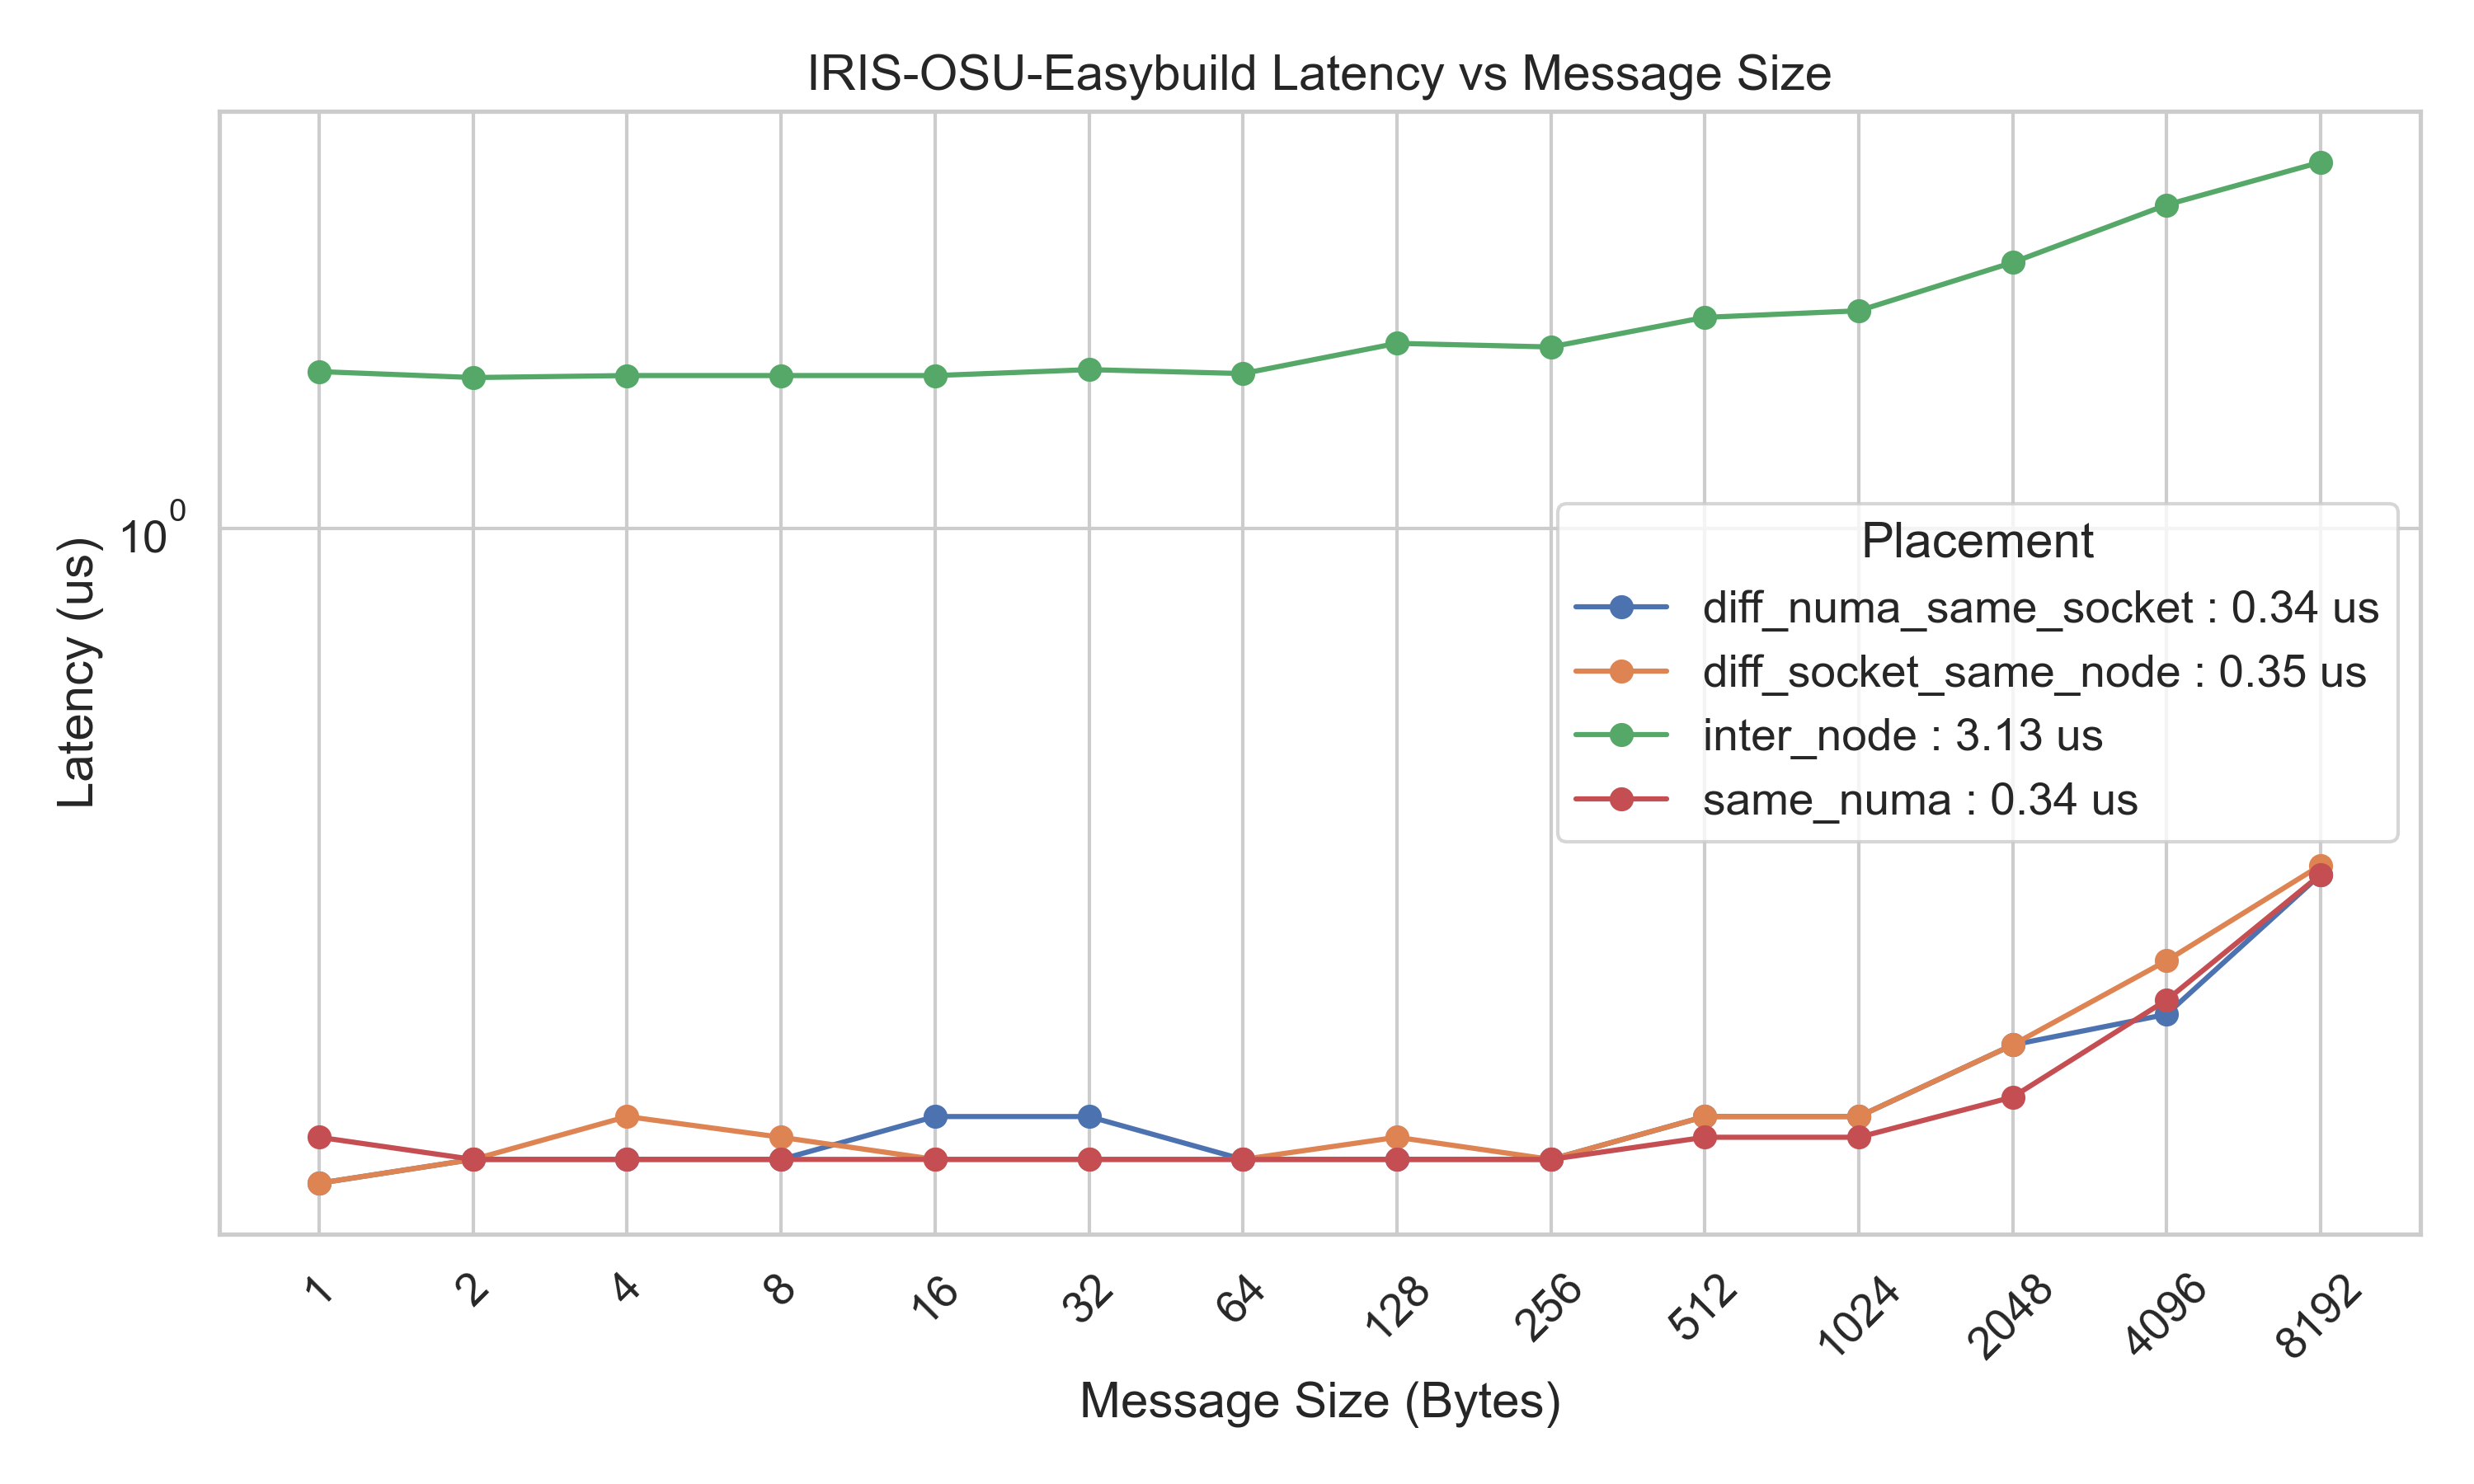 IRIS-OSU-Easybuild Latency vs Message Size
Latency (us)
10⁰
Placement
diff_numa_same_socket : 0.34 us
diff_socket_same_node : 0.35 us
inter_node : 3.13 us
same_numa : 0.34 us
1 2 4 8 16 32 64 128 256 512 1024 2048 4096 8192
Message Size (Bytes)